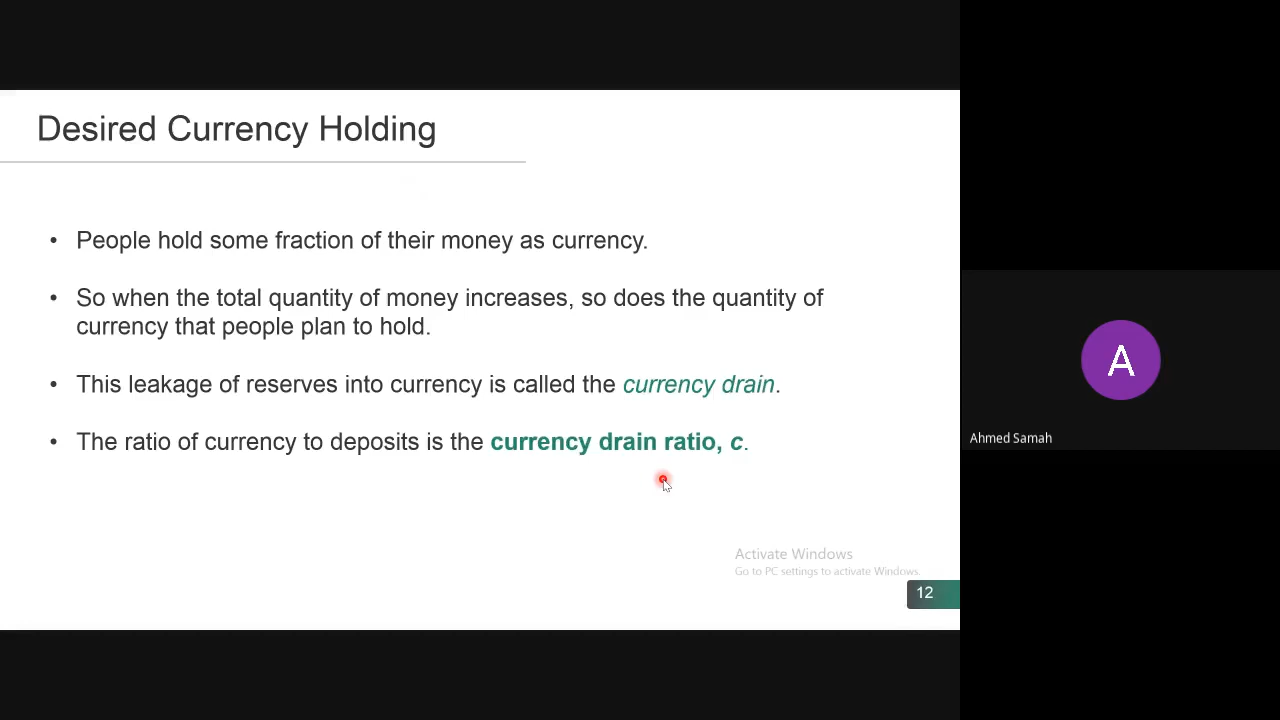 Desired Currency Holding
• People hold some fraction of their money as currency.
• So when the total quantity of money increases, so does the quantity of
currency that people plan to hold.
• This leakage of reserves into currency is called the currency drain.
• The ratio of currency to deposits is the currency drain ratio, c.
Activate Windows
Go to PC settings to activate Windows.
12
A
Ahmed Samah